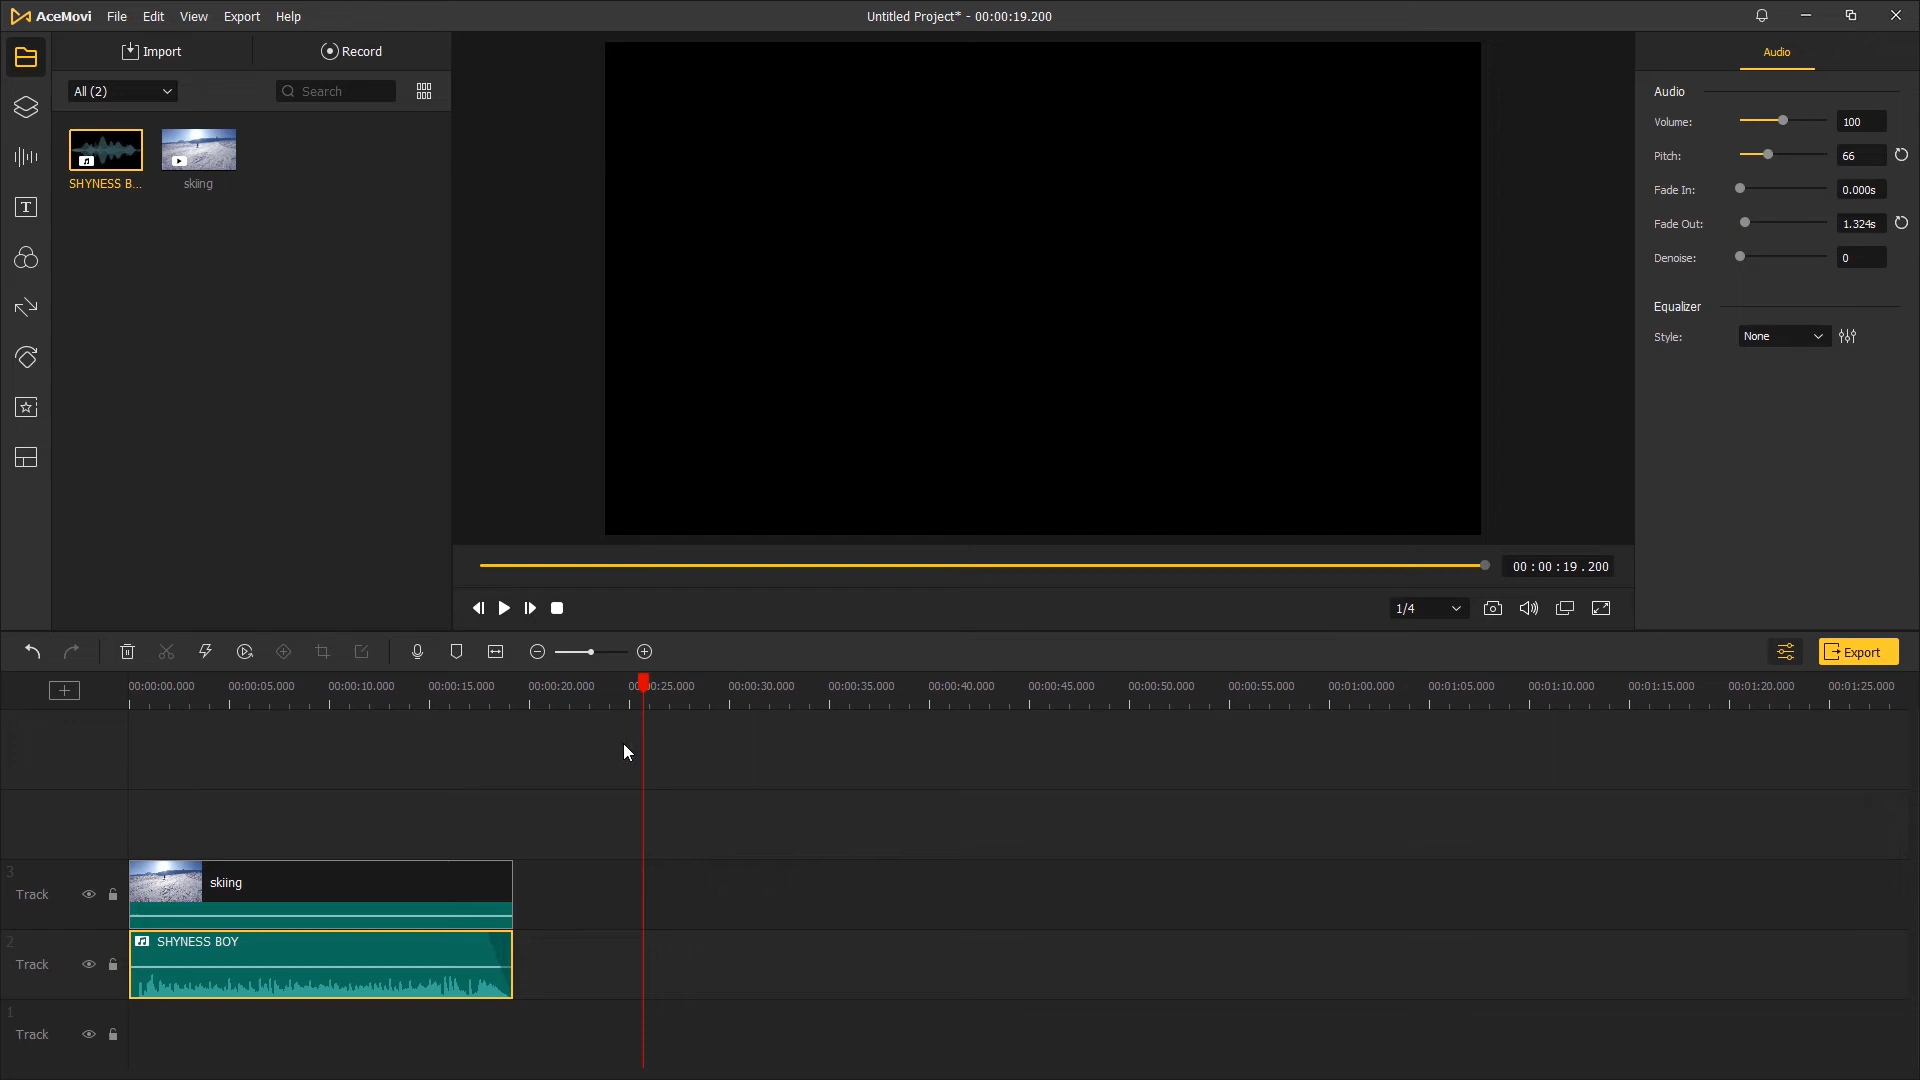 AceMovi File Edit View Export Help
Untitled Project* - 00:00:19.200
Import Record
All (2)
Search
SHYNESS B...
skiing
Audio
Audio
Volume: 100
Pitch: 66
Fade In: 0.000s
Fade Out: 1.324s
Denoise: 0
Equalizer
Style: None
00 : 00 : 19 . 200
1/4
Export
00:00:00.000 00:00:05.000 00:00:10.000 00:00:15.000 00:00:20.000 00:00:25.000 00:00:30.000 00:00:35.000 00:00:40.000 00:00:45.000 00:00:50.000 00:00:55.000 00:01:00.000 00:01:05.000 00:01:10.000 00:01:15.000 00:01:20.000 00:01:25.000
3
Track
skiing
2
Track
SHYNESS BOY
1
Track